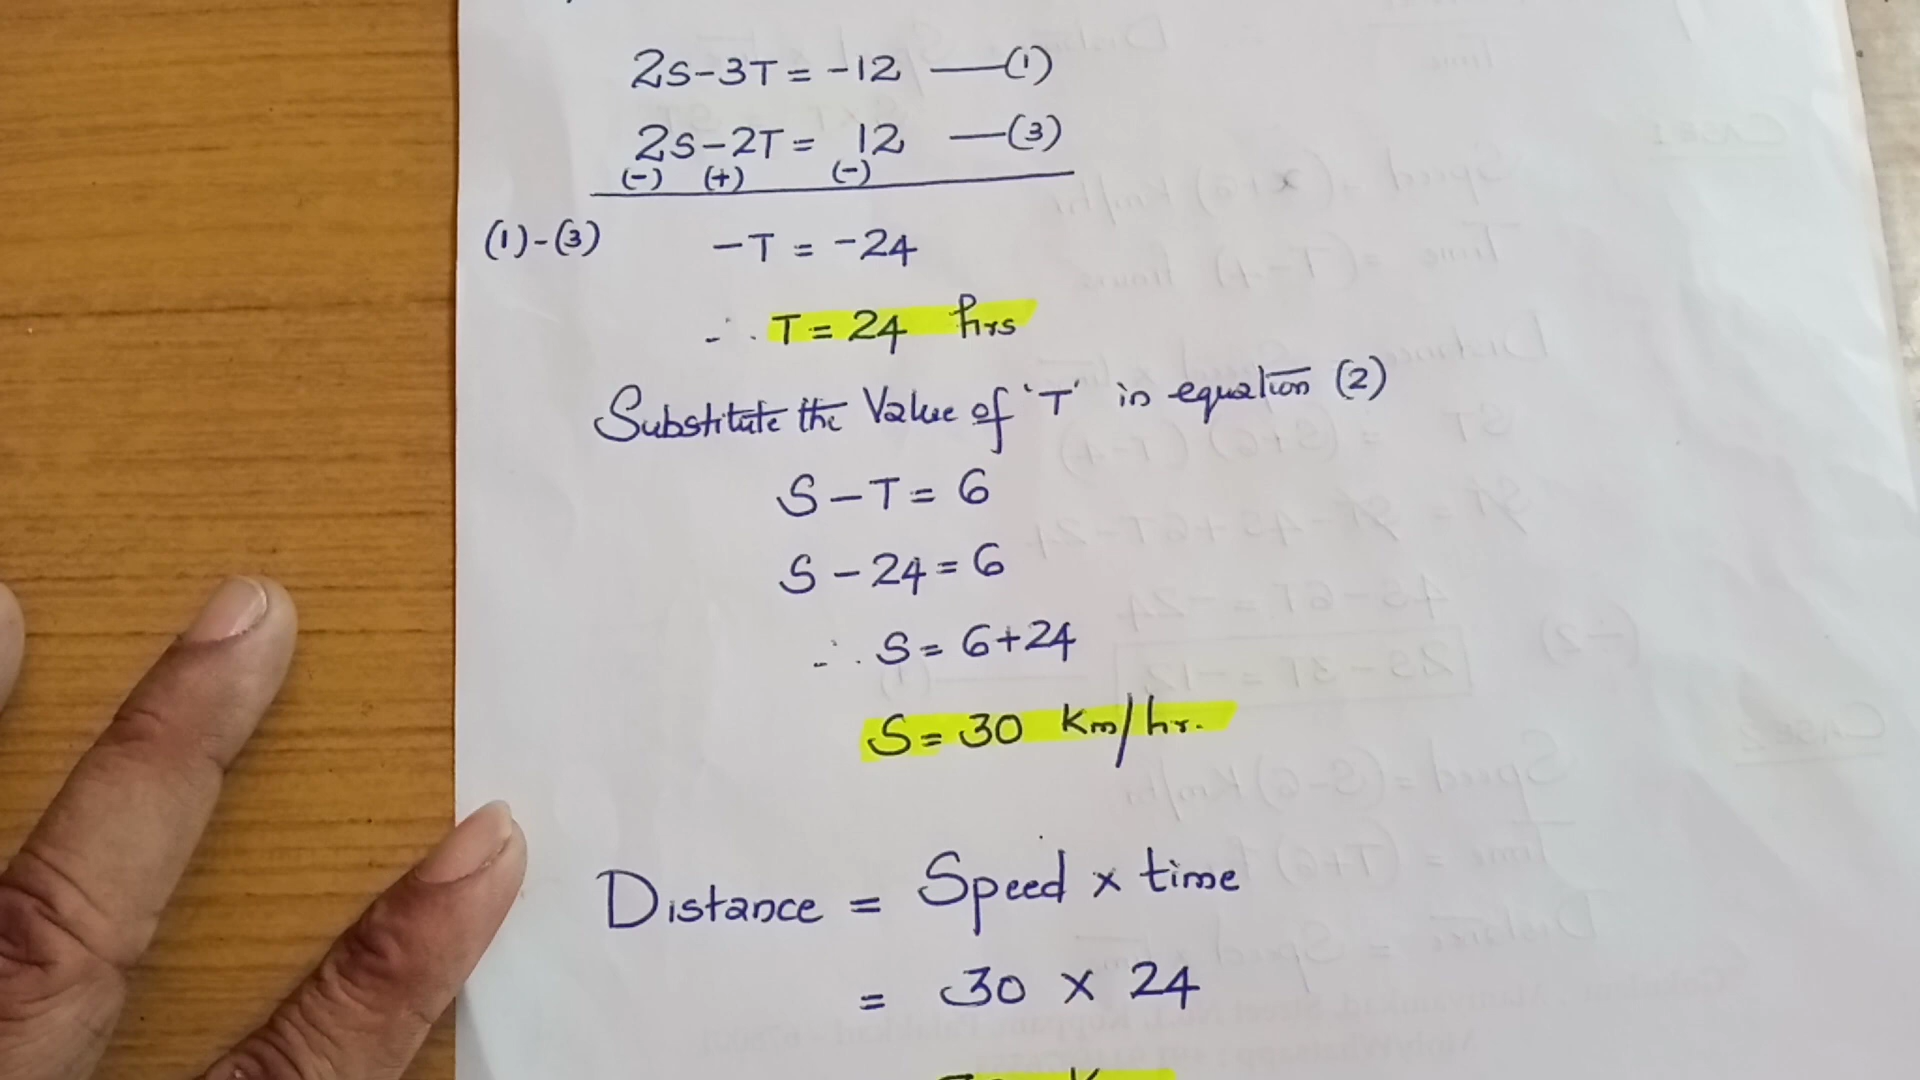 2S-3T = -12 —(1)
2S-2T = 12 —(3)
(-) (+) (-)
(1)-(3) -T = -24
∴ T = 24 hrs
Substitute the Value of 'T' in equation (2)
S-T = 6
S-24 = 6
∴ S = 6+24
S = 30 Km/hr.
Distance = Speed x time
= 30 x 24